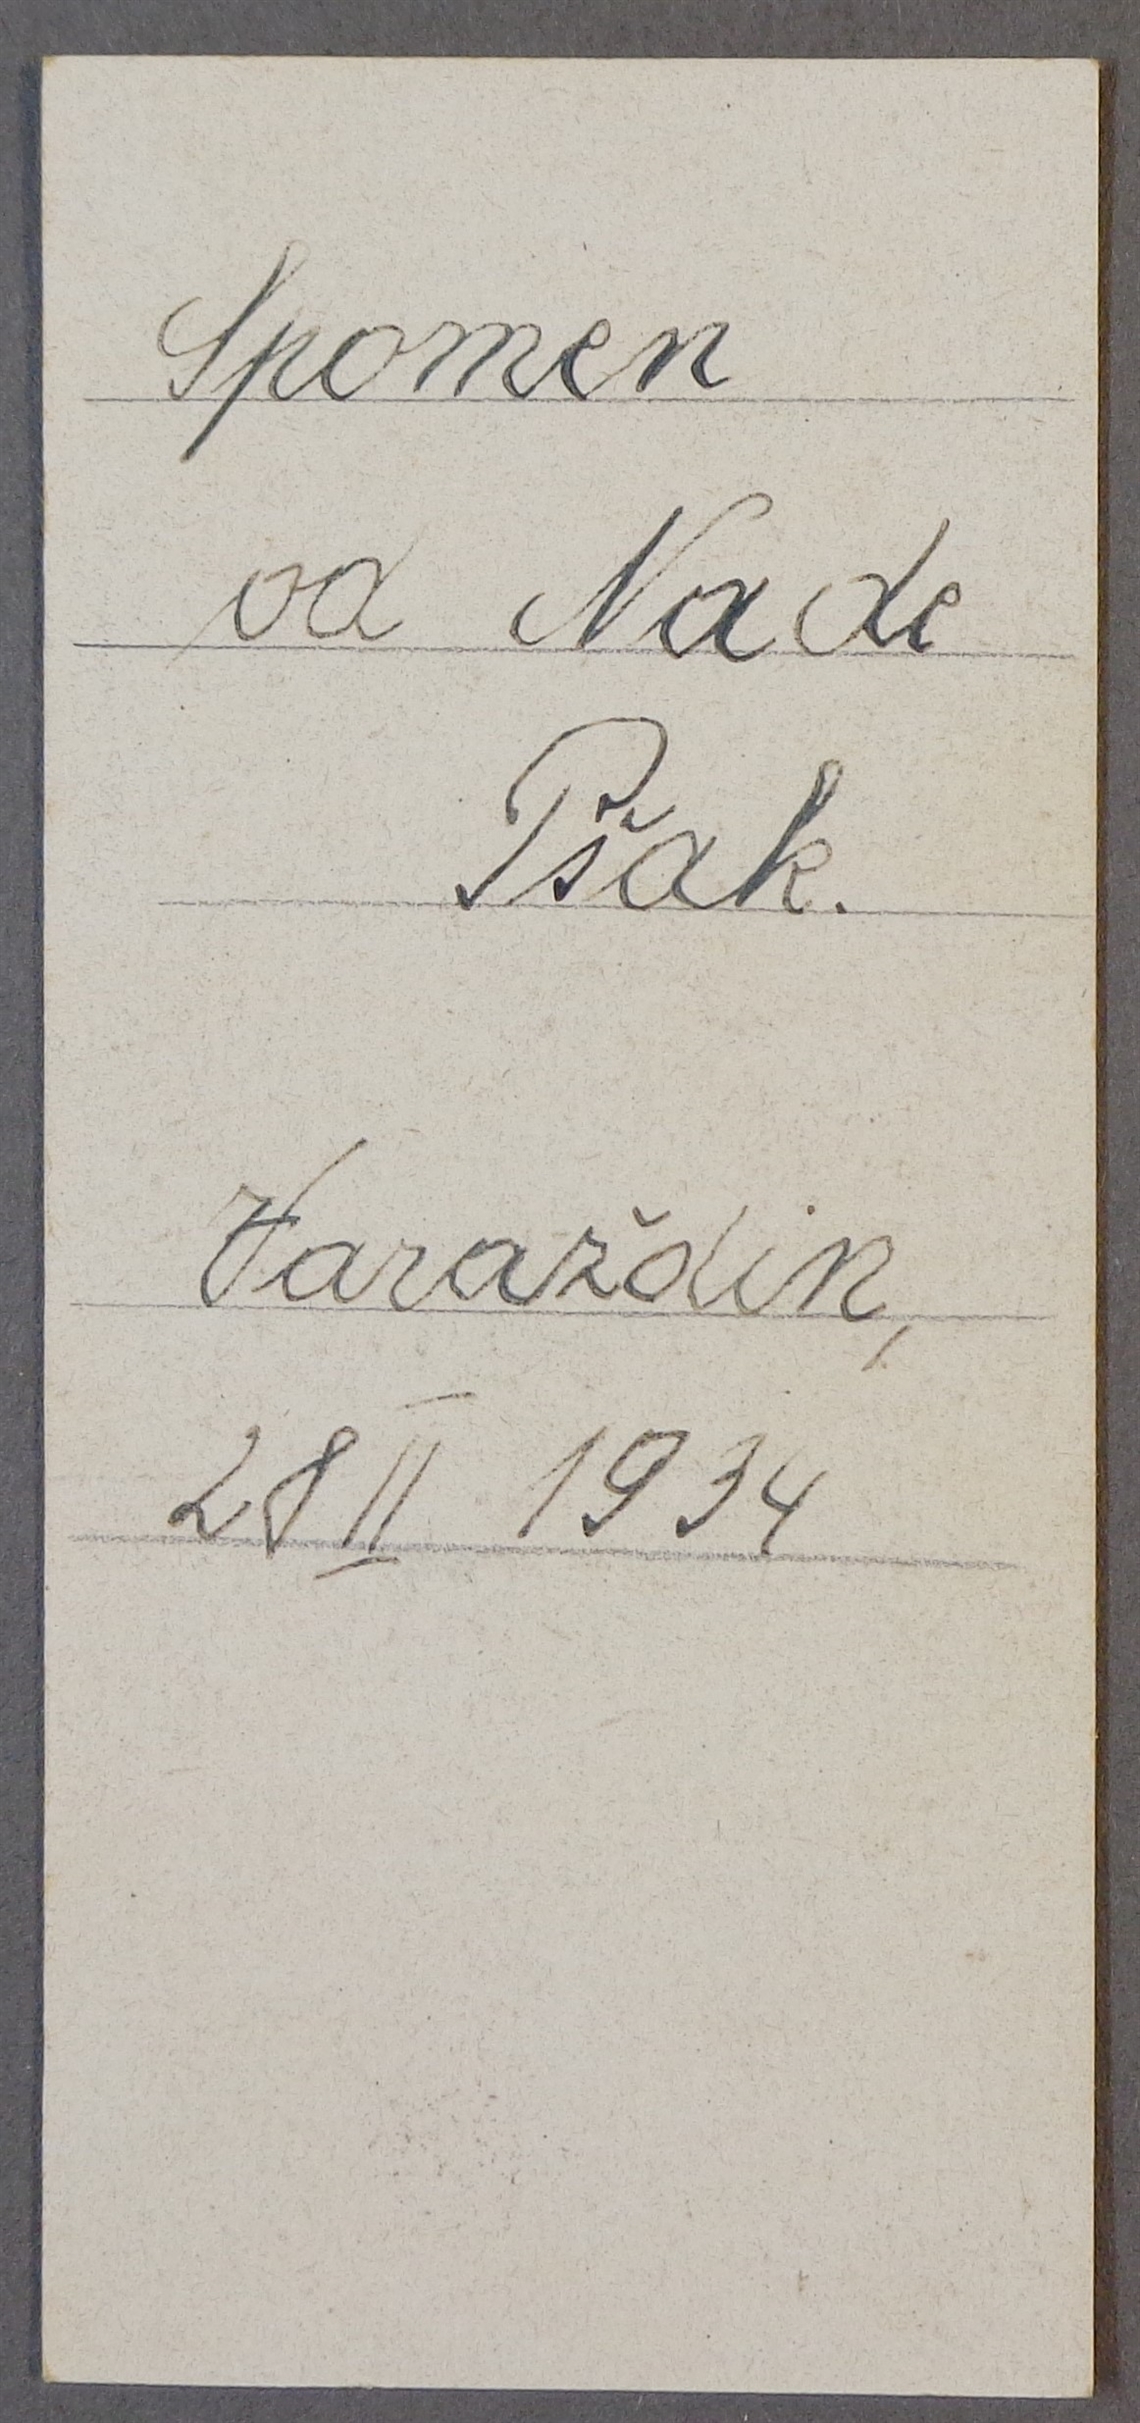 Spomen
od Nade
Pšak.
Varaždin,
28 II 1934